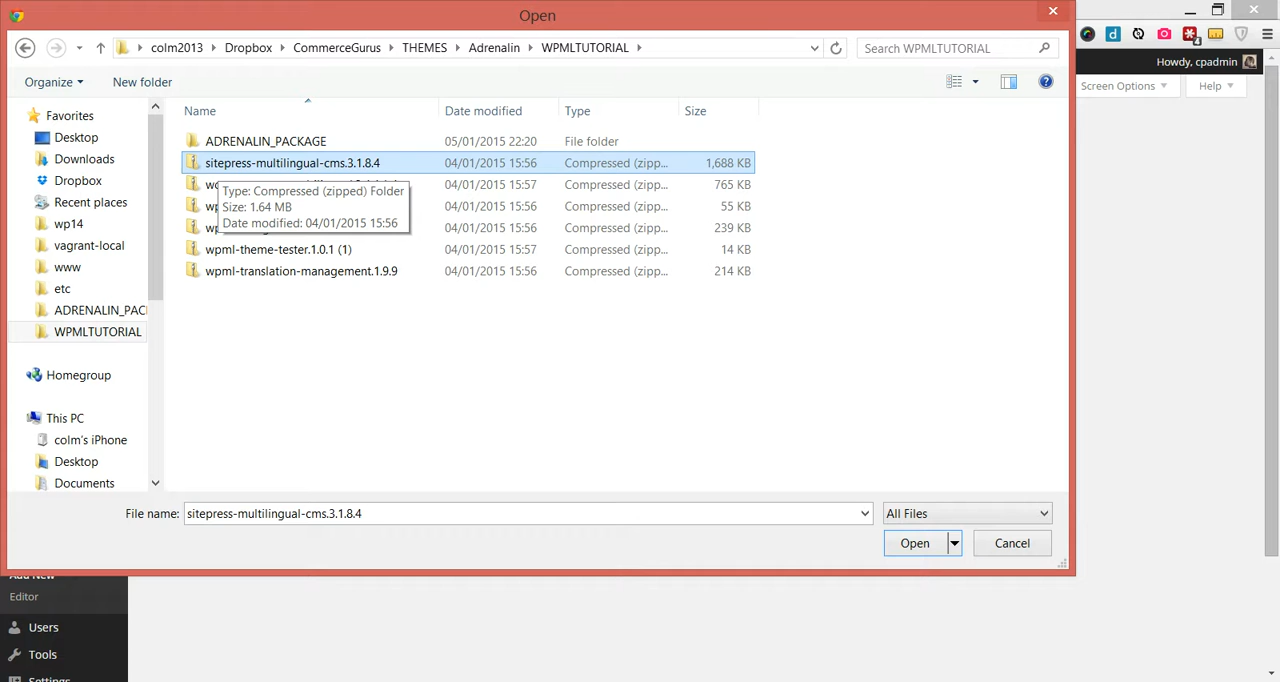 Open
colm2013 Dropbox CommerceGurus THEMES Adrenalin WPMLTUTORIAL
Search WPMLTUTORIAL
Howdy, cpadmin
Organize New folder
Screen Options Help
Name Date modified Type Size
Favorites
Desktop
Downloads
Dropbox
Recent places
wp14
vagrant-local
www
etc
ADRENALIN_PAC
WPMLTUTORIAL
Homegroup
This PC
colm's iPhone
Desktop
Documents
ADRENALIN_PACKAGE 05/01/2015 22:20 File folder
sitepress-multilingual-cms.3.1.8.4 04/01/2015 15:56 Compressed (zipp... 1,688 KB
04/01/2015 15:57 Compressed (zipp... 765 KB
04/01/2015 15:56 Compressed (zipp... 55 KB
04/01/2015 15:56 Compressed (zipp... 239 KB
wpml-theme-tester.1.0.1 (1) 04/01/2015 15:57 Compressed (zipp... 14 KB
wpml-translation-management.1.9.9 04/01/2015 15:56 Compressed (zipp... 214 KB
Type: Compressed (zipped) Folder
Size: 1.64 MB
Date modified: 04/01/2015 15:56
File name: sitepress-multilingual-cms.3.1.8.4 All Files
Open Cancel
Add New
Editor
Users
Tools
Settings